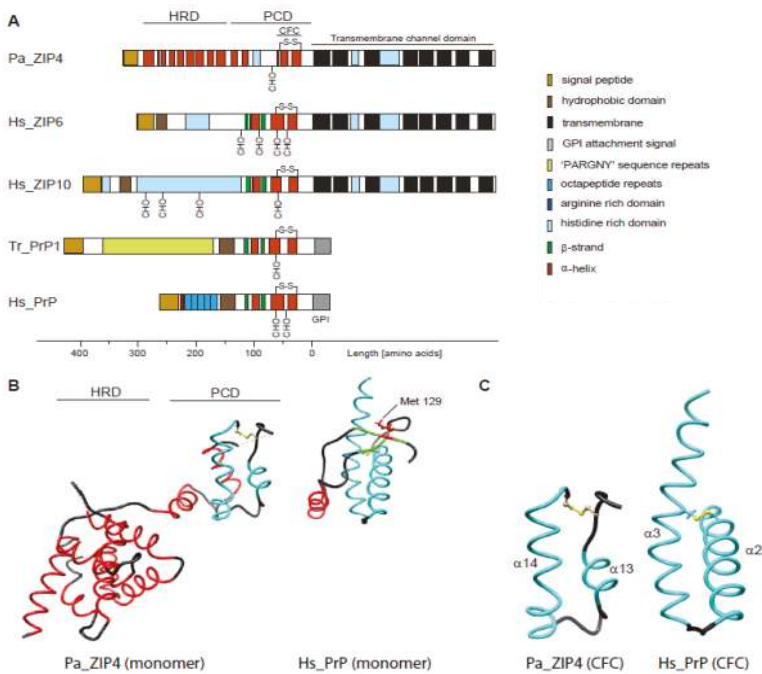 A
HRD
PCD
CFC
Transmembrane channel domain
Pa_ZIP4
S-S
CHO
Hs_ZIP6
S-S
CHO
CHO
CHO
CHO
Hs_ZIP10
S-S
CHO
CHO
CHO
CHO
Tr_PrP1
S-S
CHO
Hs_PrP
S-S
CHO
CHO
GPI
400
300
200
100
0
Length [amino acids]
signal peptide
hydrophobic domain
transmembrane
GPI attachment signal
'PARGNY' sequence repeats
octapeptide repeats
arginine rich domain
histidine rich domain
β-strand
α-helix
B
HRD
PCD
Met 129
Pa_ZIP4 (monomer)
Hs_PrP (monomer)
C
α14
α13
α3
α2
Pa_ZIP4 (CFC)
Hs_PrP (CFC)